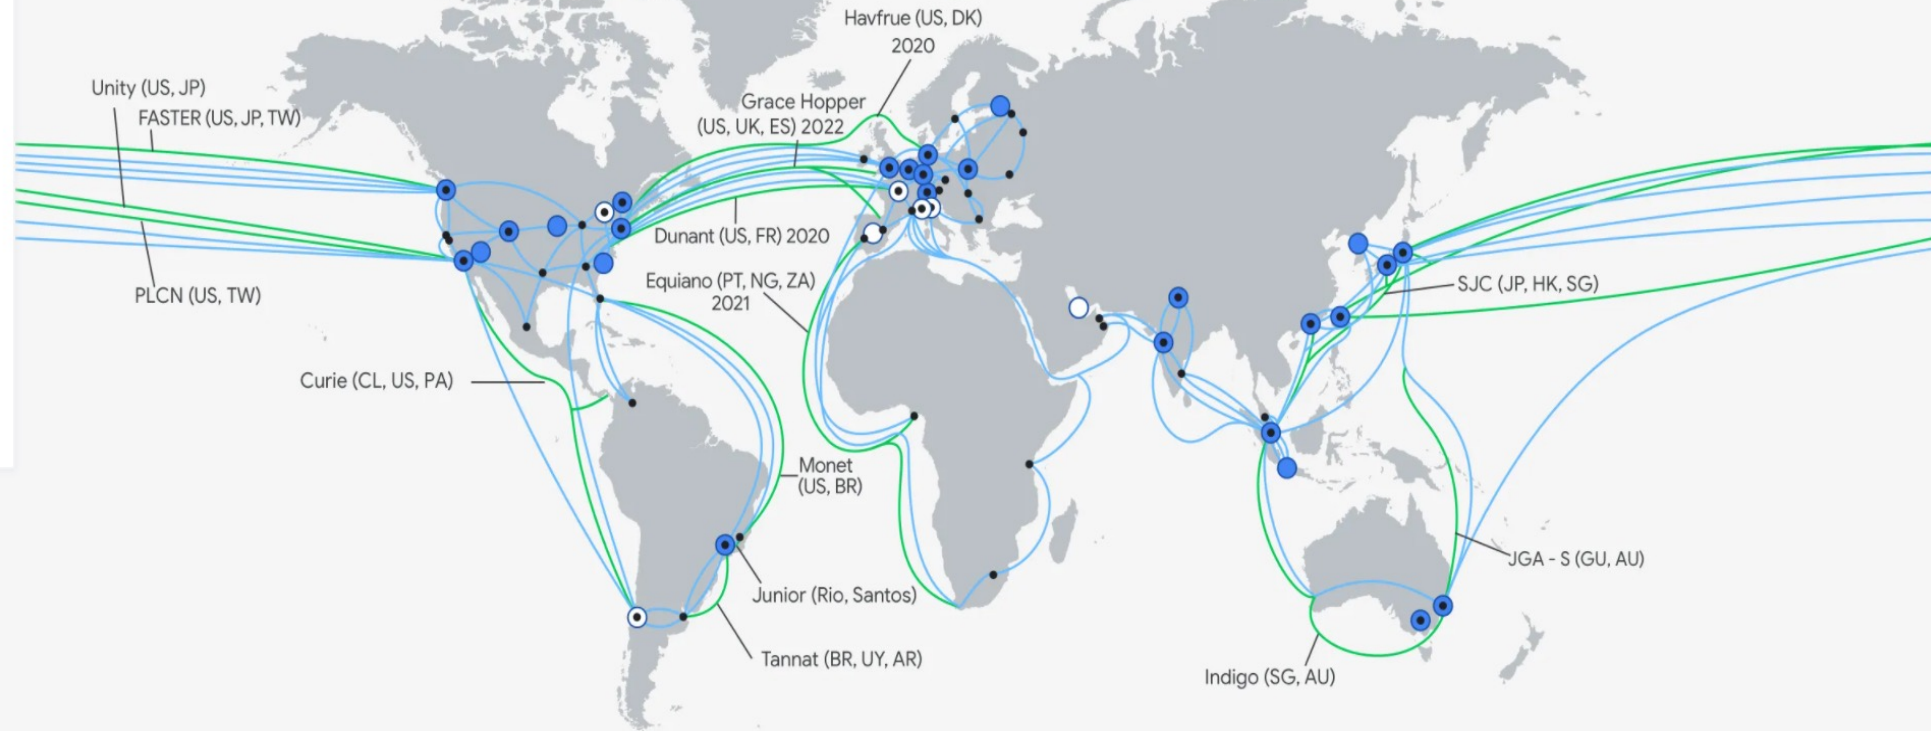 Havfrue (US, DK)
2020
Unity (US, JP)
FASTER (US, JP, TW)
Grace Hopper
(US, UK, ES) 2022
Dunant (US, FR) 2020
Equiano (PT, NG, ZA)
2021
PLCN (US, TW)
SJC (JP, HK, SG)
Curie (CL, US, PA)
Monet
(US, BR)
JGA - S (GU, AU)
Junior (Rio, Santos)
Tannat (BR, UY, AR)
Indigo (SG, AU)